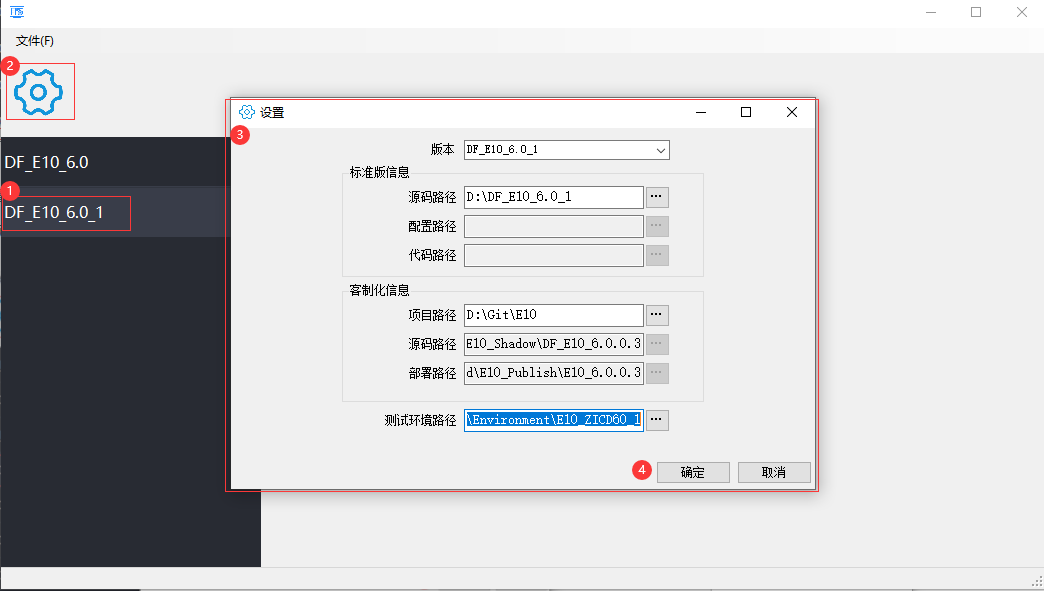 文件(F)
2
DF_E10_6.0
1
DF_E10_6.0_1
设置
3
版本 DF_E10_6.0_1
标准版信息
源码路径 D:\DF_E10_6.0_1 ...
配置路径 ...
代码路径 ...
客制化信息
项目路径 D:\Git\E10 ...
源码路径 E10_Shadow\DF_E10_6.0.0.3 ...
部署路径 d\E10_Publish\E10_6.0.0.3 ...
测试环境路径 \Environment\E10_ZICD60_1 ...
4 确定 取消